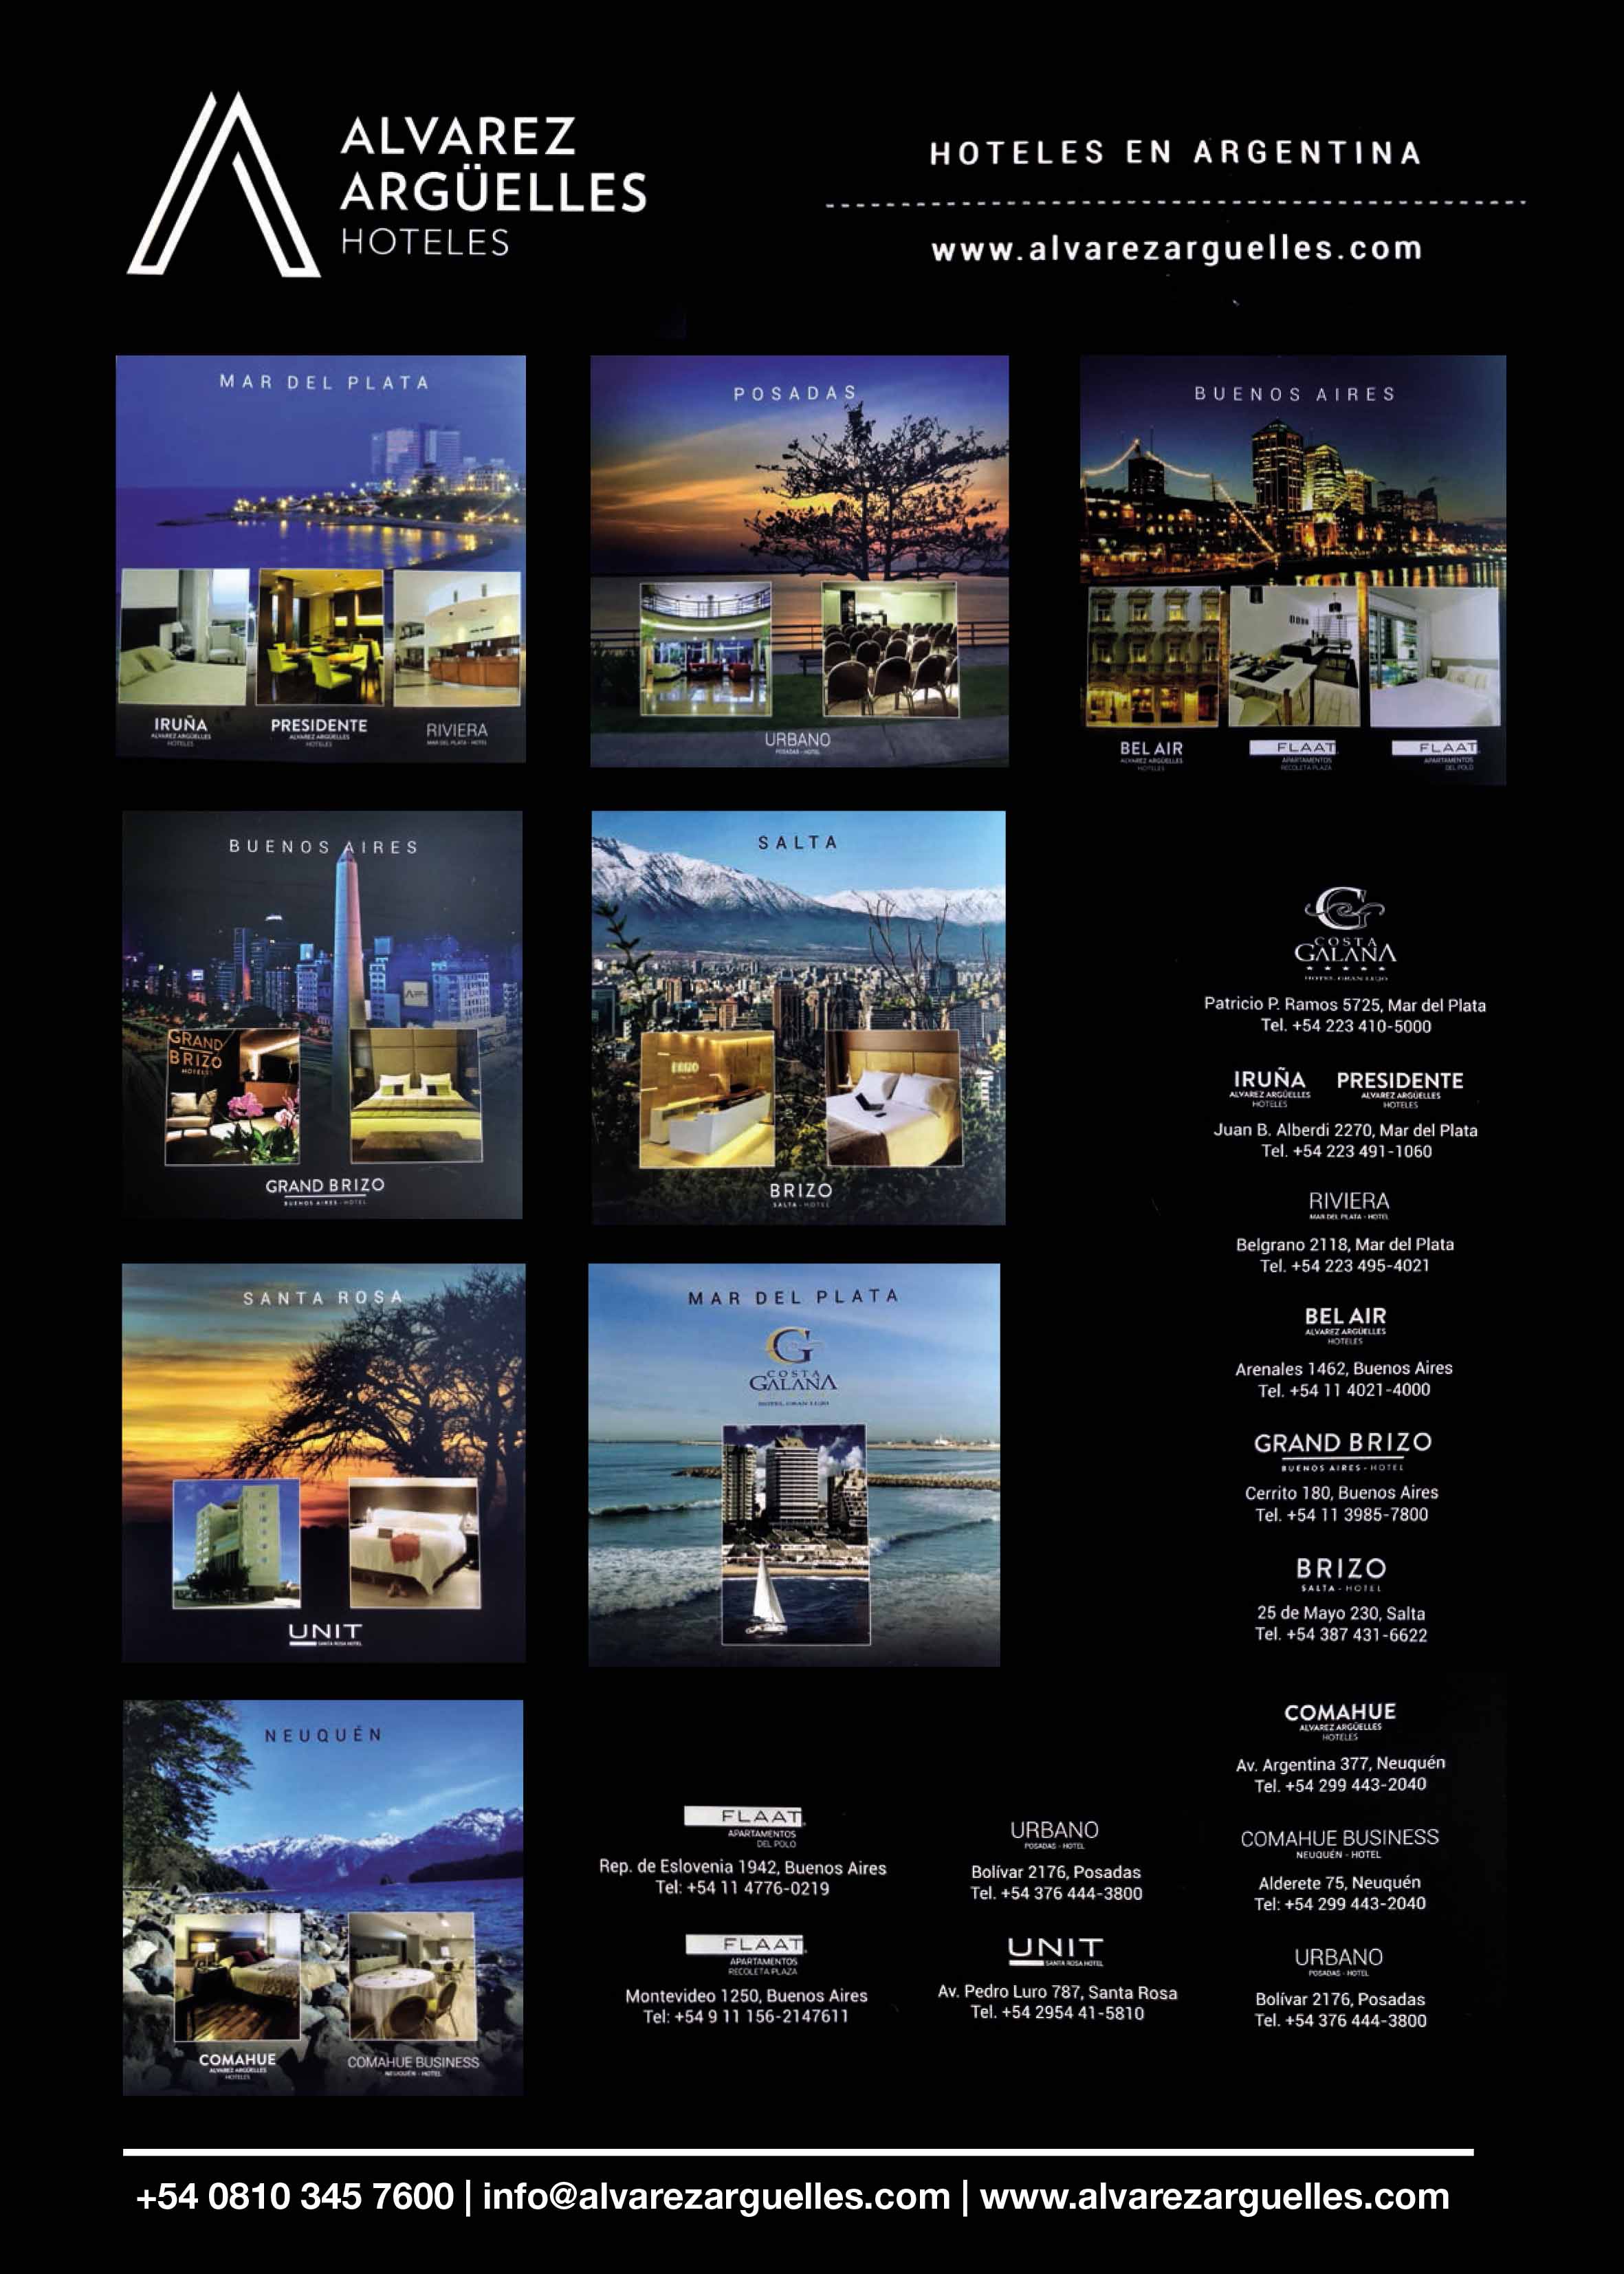 ALVAREZ
ARGÜELLES
HOTELES
HOTELES EN ARGENTINA
www.alvarezarguelles.com
MAR DEL PLATA
IRUÑA
ALVAREZ ARGÜELLES
HOTELES
PRESIDENTE
ALVAREZ ARGÜELLES
HOTELES
RIVIERA
MAR DEL PLATA - HOTEL
POSADAS
URBANO
POSADAS - HOTEL
BUENOS AIRES
BEL AIR
ALVAREZ ARGÜELLES
HOTELES
FLAAT
APARTAMENTOS
RECOLETA PLAZA
FLAAT
APARTAMENTOS
DEL POLO
BUENOS AIRES
GRAND
BRIZO
HOTELES
GRAND BRIZO
BUENOS AIRES - HOTEL
SALTA
BRIZO
BRIZO
SALTA - HOTEL
SANTA ROSA
UNIT
SANTA ROSA HOTEL
MAR DEL PLATA
COSTA
GALANA
HOTEL GRAN LUJO
NEUQUÉN
COMAHUE
ALVAREZ ARGÜELLES
HOTELES
COMAHUE BUSINESS
NEUQUÉN - HOTEL
COSTA
GALANA
HOTEL GRAN LUJO
Patricio P. Ramos 5725, Mar del Plata
Tel. +54 223 410-5000
IRUÑA
ALVAREZ ARGÜELLES
HOTELES
PRESIDENTE
ALVAREZ ARGÜELLES
HOTELES
Juan B. Alberdi 2270, Mar del Plata
Tel. +54 223 491-1060
RIVIERA
MAR DEL PLATA - HOTEL
Belgrano 2118, Mar del Plata
Tel. +54 223 495-4021
BEL AIR
ALVAREZ ARGÜELLES
HOTELES
Arenales 1462, Buenos Aires
Tel. +54 11 4021-4000
GRAND BRIZO
BUENOS AIRES - HOTEL
Cerrito 180, Buenos Aires
Tel. +54 11 3985-7800
BRIZO
SALTA - HOTEL
25 de Mayo 230, Salta
Tel. +54 387 431-6622
COMAHUE
ALVAREZ ARGÜELLES
HOTELES
Av. Argentina 377, Neuquén
Tel. +54 299 443-2040
COMAHUE BUSINESS
NEUQUÉN - HOTEL
Alderete 75, Neuquén
Tel: +54 299 443-2040
URBANO
POSADAS - HOTEL
Bolívar 2176, Posadas
Tel. +54 376 444-3800
FLAAT
APARTAMENTOS
DEL POLO
Rep. de Eslovenia 1942, Buenos Aires
Tel: +54 11 4776-0219
FLAAT
APARTAMENTOS
RECOLETA PLAZA
Montevideo 1250, Buenos Aires
Tel: +54 9 11 156-2147611
URBANO
POSADAS - HOTEL
Bolívar 2176, Posadas
Tel. +54 376 444-3800
UNIT
SANTA ROSA HOTEL
Av. Pedro Luro 787, Santa Rosa
Tel. +54 2954 41-5810
+54 0810 345 7600 | info@alvarezarguelles.com | www.alvarezarguelles.com